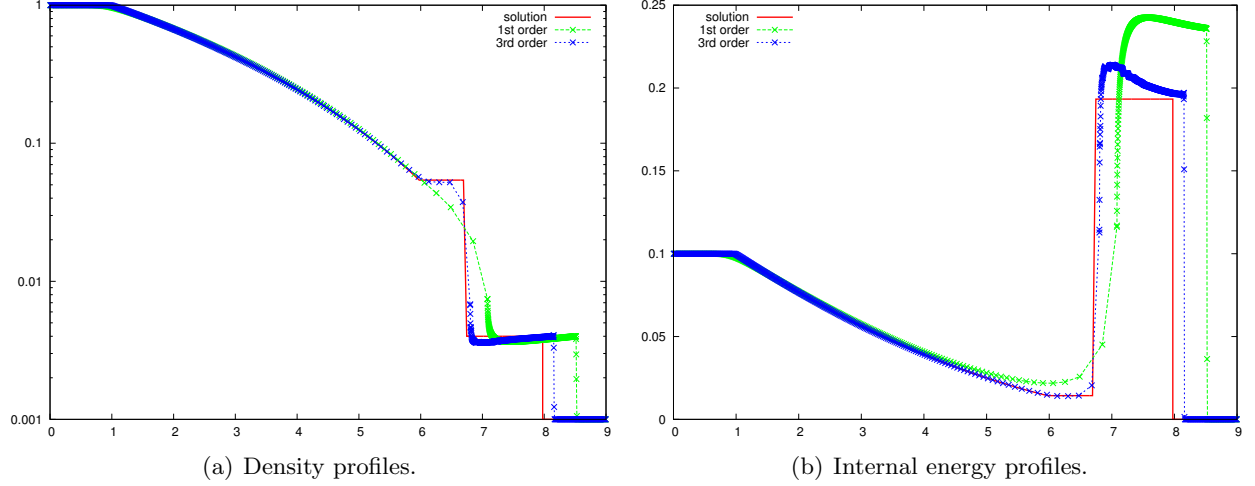 1
0.1
0.01
0.001
0 1 2 3 4 5 6 7 8 9
solution
1st order
3rd order
(a) Density profiles.
0.25
0.2
0.15
0.1
0.05
0
0 1 2 3 4 5 6 7 8 9
solution
1st order
3rd order
(b) Internal energy profiles.